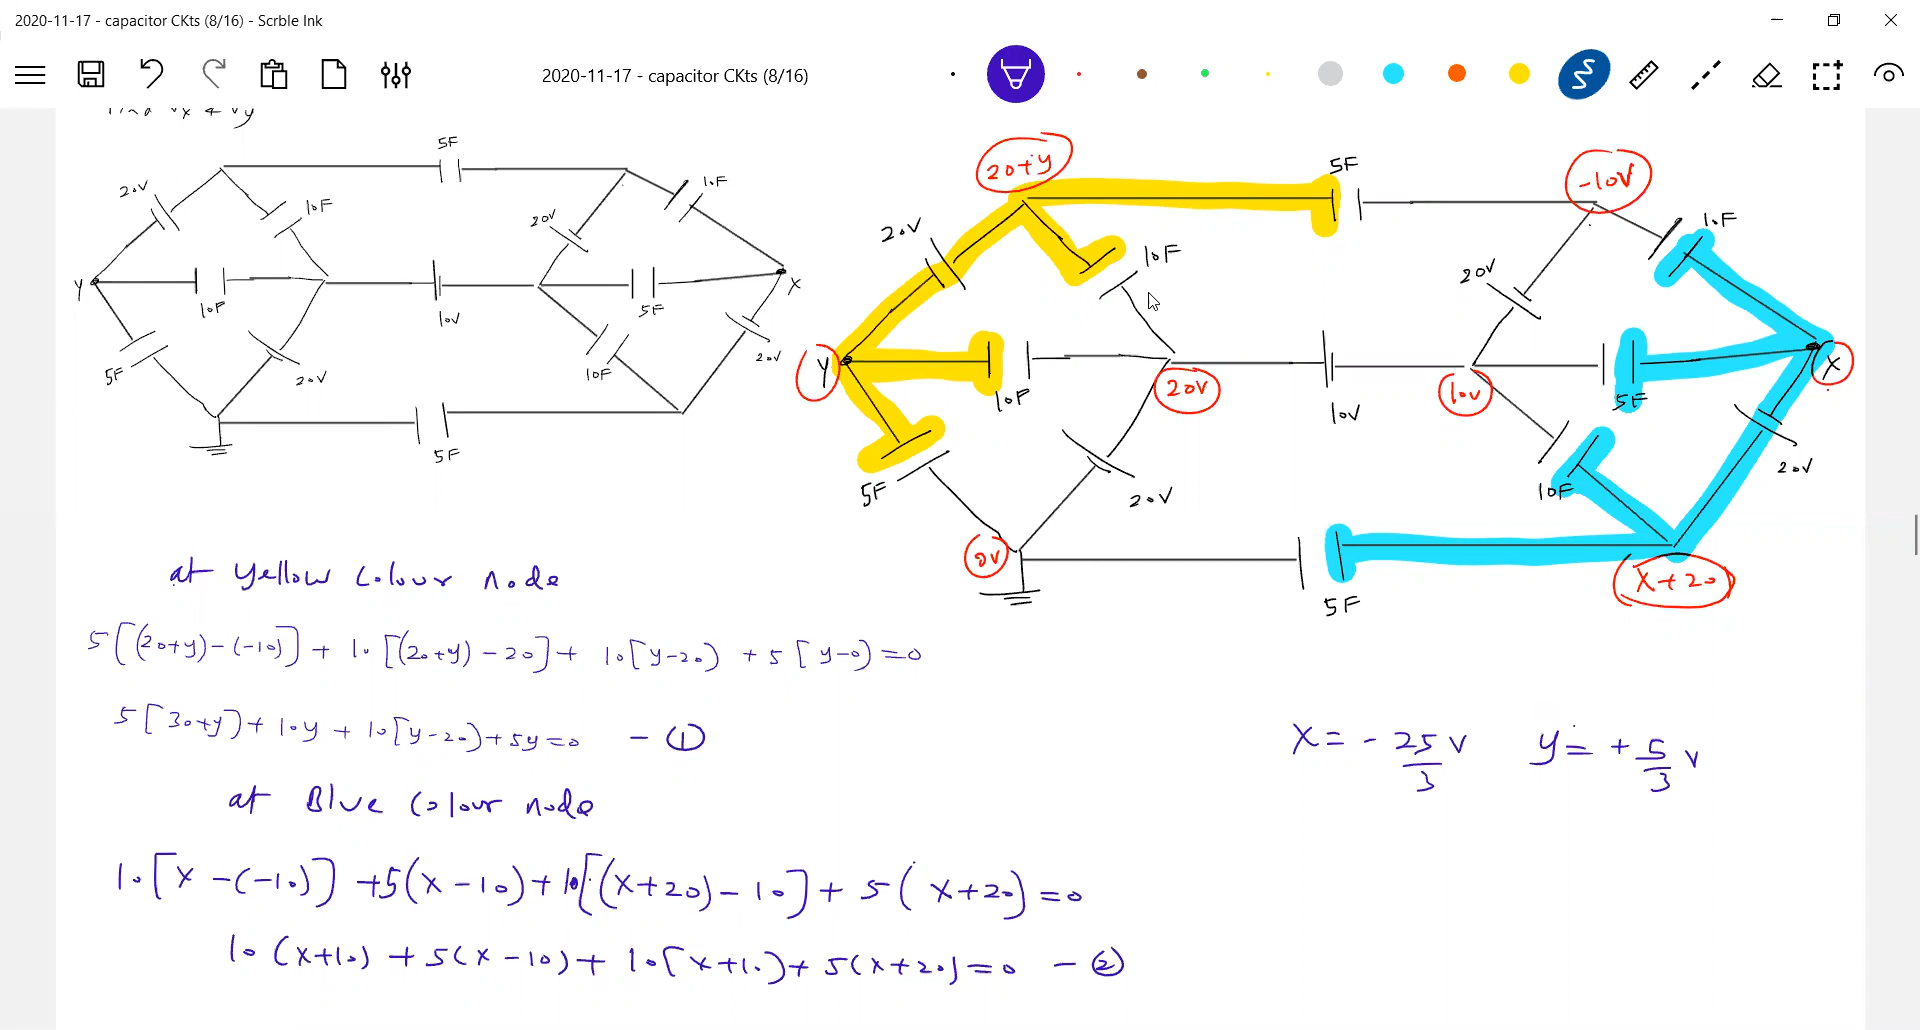 2020-11-17 - capacitor CKts (8/16) - Scrble Ink
2020-11-17 - capacitor CKts (8/16)
find Vx & Vy
5F
20V
10F
20V
10F
Y
10F
10V
5F
X
5F
20V
10F
20V
5F
20+y
5F
-10V
20V
10F
20V
10F
Y
10F
20V
10V
10V
5F
X
5F
20V
10F
20V
0V
5F
X+20
at yellow colour node
5[(20+y)-(-10)] + 10[(20+y)-20] + 10[y-20) + 5[y-0)=0
5[30+y)+10y + 10[y-20)+5y=0 - ①
X = - 25/3 V y = + 5/3 V
at Blue colour node
10[x-(-10)] +5(x-10)+10[(x+20)-10]+ 5(x+20)=0
10(x+10) +5(x-10)+ 10[x+10)+ 5(x+20)=0 - ②